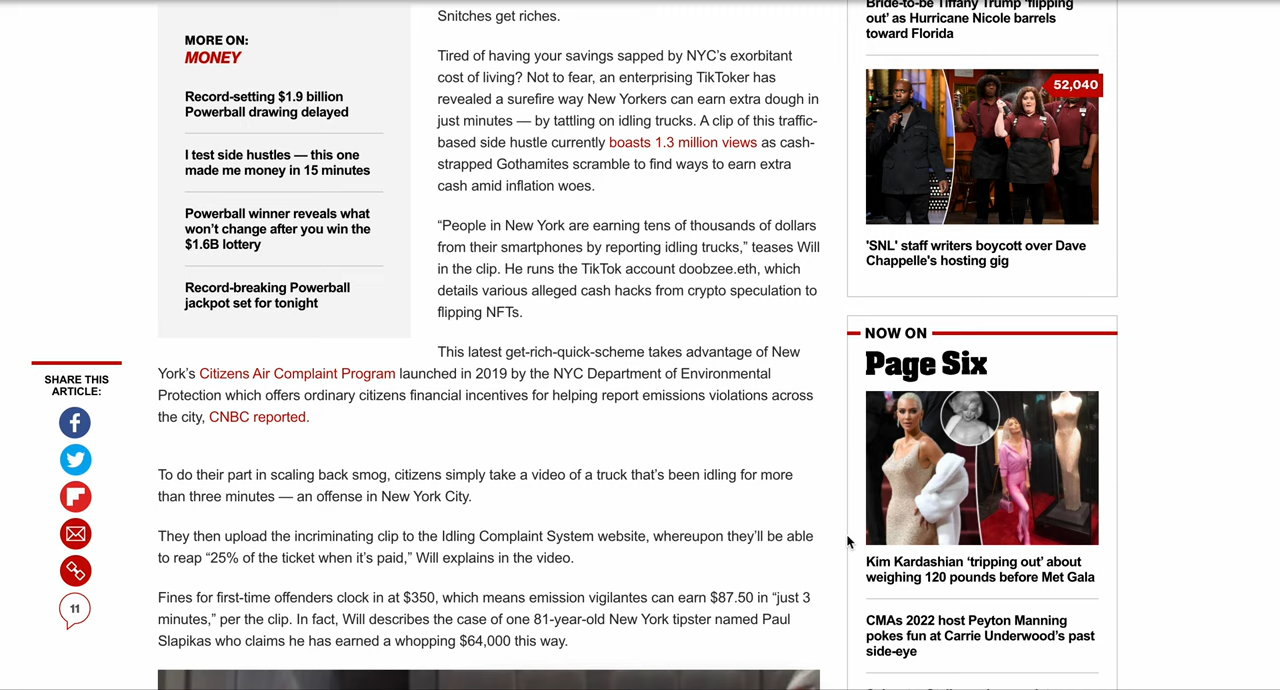 Snitches get riches.
Tired of having your savings sapped by NYC’s exorbitant
cost of living? Not to fear, an enterprising TikToker has
revealed a surefire way New Yorkers can earn extra dough in
just minutes — by tattling on idling trucks. A clip of this traffic-
based side hustle currently boasts 1.3 million views as cash-
strapped Gothamites scramble to find ways to earn extra
cash amid inflation woes.
“People in New York are earning tens of thousands of dollars
from their smartphones by reporting idling trucks,” teases Will
in the clip. He runs the TikTok account doobzee.eth, which
details various alleged cash hacks from crypto speculation to
flipping NFTs.
This latest get-rich-quick-scheme takes advantage of New
York’s Citizens Air Complaint Program launched in 2019 by the NYC Department of Environmental
Protection which offers ordinary citizens financial incentives for helping report emissions violations across
the city, CNBC reported.
To do their part in scaling back smog, citizens simply take a video of a truck that’s been idling for more
than three minutes — an offense in New York City.
They then upload the incriminating clip to the Idling Complaint System website, whereupon they’ll be able
to reap “25% of the ticket when it’s paid,” Will explains in the video.
Fines for first-time offenders clock in at $350, which means emission vigilantes can earn $87.50 in “just 3
minutes,” per the clip. In fact, Will describes the case of one 81-year-old New York tipster named Paul
Slapikas who claims he has earned a whopping $64,000 this way.
MORE ON:
MONEY
Record-setting $1.9 billion
Powerball drawing delayed
I test side hustles — this one
made me money in 15 minutes
Powerball winner reveals what
won’t change after you win the
$1.6B lottery
Record-breaking Powerball
jackpot set for tonight
SHARE THIS
ARTICLE:
11
Bride-to-be Tiffany Trump ‘flipping
out’ as Hurricane Nicole barrels
toward Florida
52,040
'SNL' staff writers boycott over Dave
Chappelle's hosting gig
NOW ON
Page Six
Kim Kardashian ‘tripping out’ about
weighing 120 pounds before Met Gala
CMAs 2022 host Peyton Manning
pokes fun at Carrie Underwood’s past
side-eye